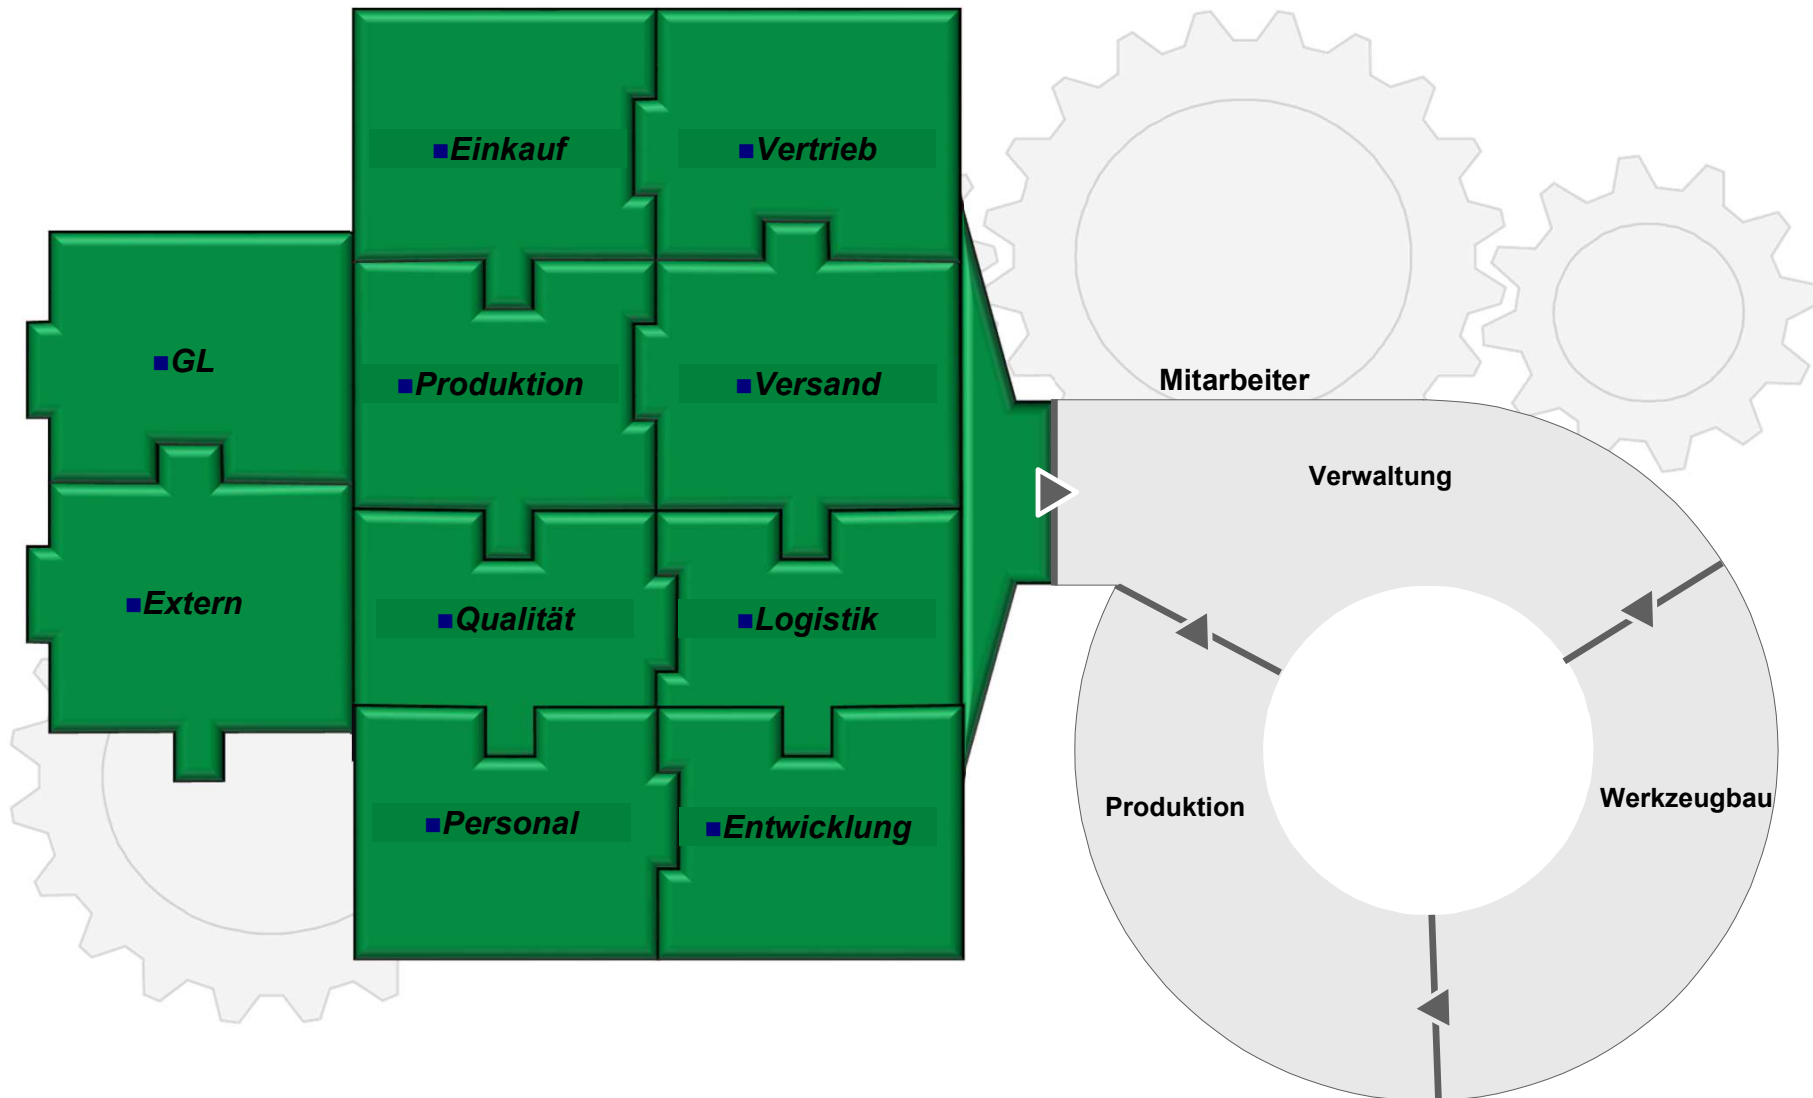 Einkauf
Vertrieb
GL
Produktion
Versand
Extern
Qualität
Logistik
Personal
Entwicklung
Mitarbeiter
Verwaltung
Produktion
Werkzeugbau